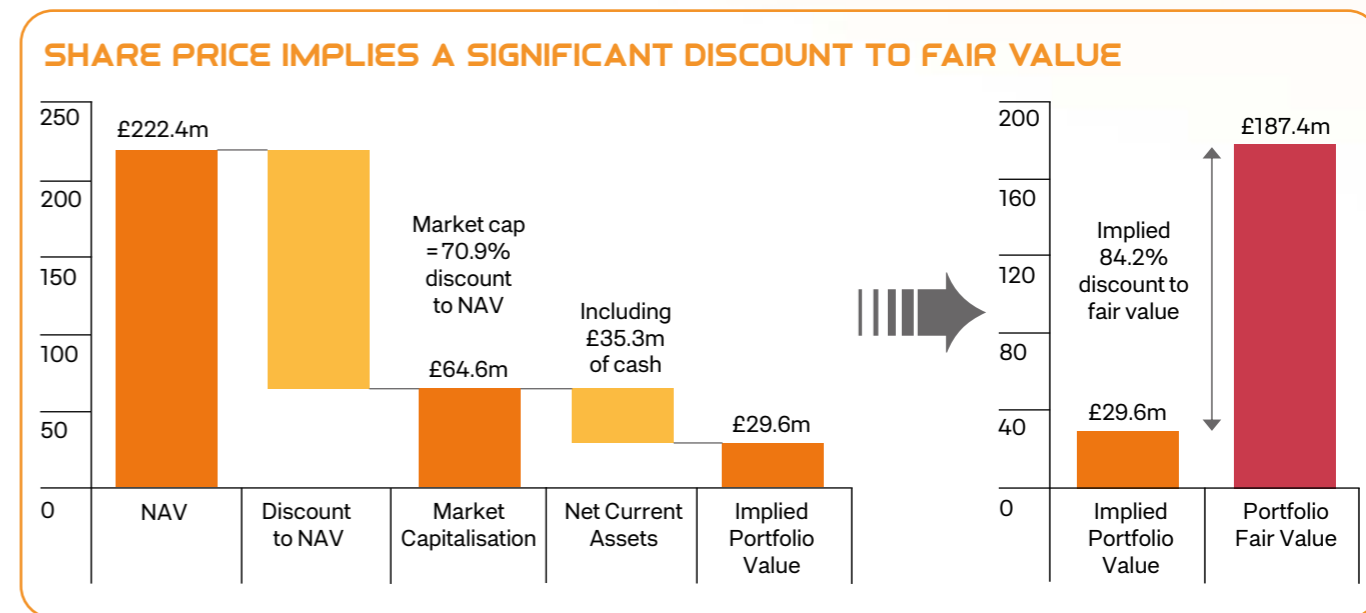 SHARE PRICE IMPLIES A SIGNIFICANT DISCOUNT TO FAIR VALUE
250
200
150
100
50
0
£222.4m
Market cap
=70.9%
discount
to NAV
£64.6m
Including
£35.3m
of cash
£29.6m
NAV
Discount
to NAV
Market
Capitalisation
Net Current
Assets
Implied
Portfolio
Value
200
160
120
80
40
0
£187.4m
Implied
84.2%
discount to
fair value
£29.6m
Implied
Portfolio
Value
Portfolio
Fair Value